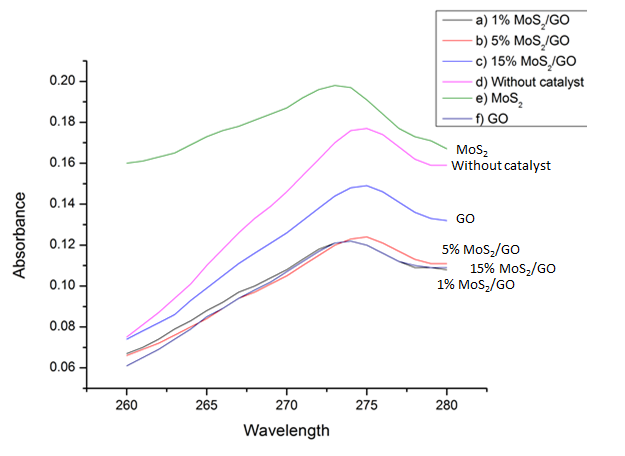 a) 1% MoS₂/GO
b) 5% MoS₂/GO
c) 15% MoS₂/GO
d) Without catalyst
e) MoS₂
f) GO
0.20
0.18
0.16
0.14
0.12
0.10
0.08
0.06
Absorbance
MoS₂
Without catalyst
GO
5% MoS₂/GO
15% MoS₂/GO
1% MoS₂/GO
260
265
270
275
280
Wavelength